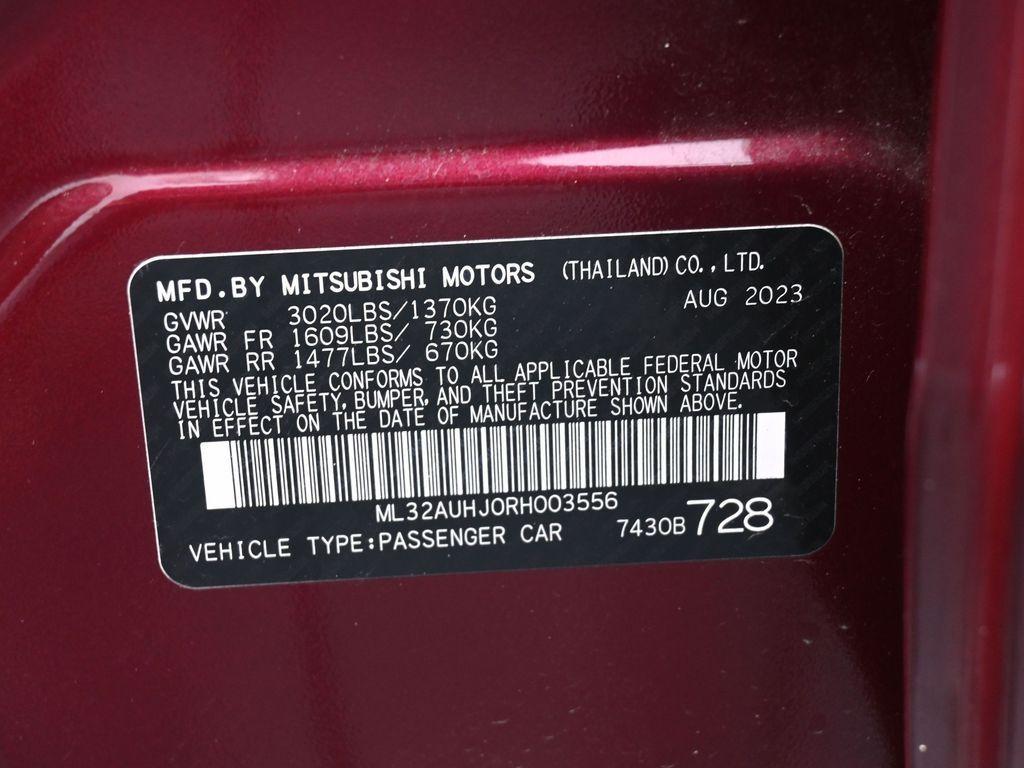 MFD.BY MITSUBISHI MOTORS (THAILAND) CO., LTD.
GVWR 3020LBS/1370KG AUG 2023
GAWR FR 1609LBS/ 730KG
GAWR RR 1477LBS/ 670KG
THIS VEHICLE CONFORMS TO ALL APPLICABLE FEDERAL MOTOR
VEHICLE SAFETY, BUMPER, AND THEFT PREVENTION STANDARDS
IN EFFECT ON THE DATE OF MANUFACTURE SHOWN ABOVE.
ML32AUHJ0RH003556
VEHICLE TYPE:PASSENGER CAR 7430B 728